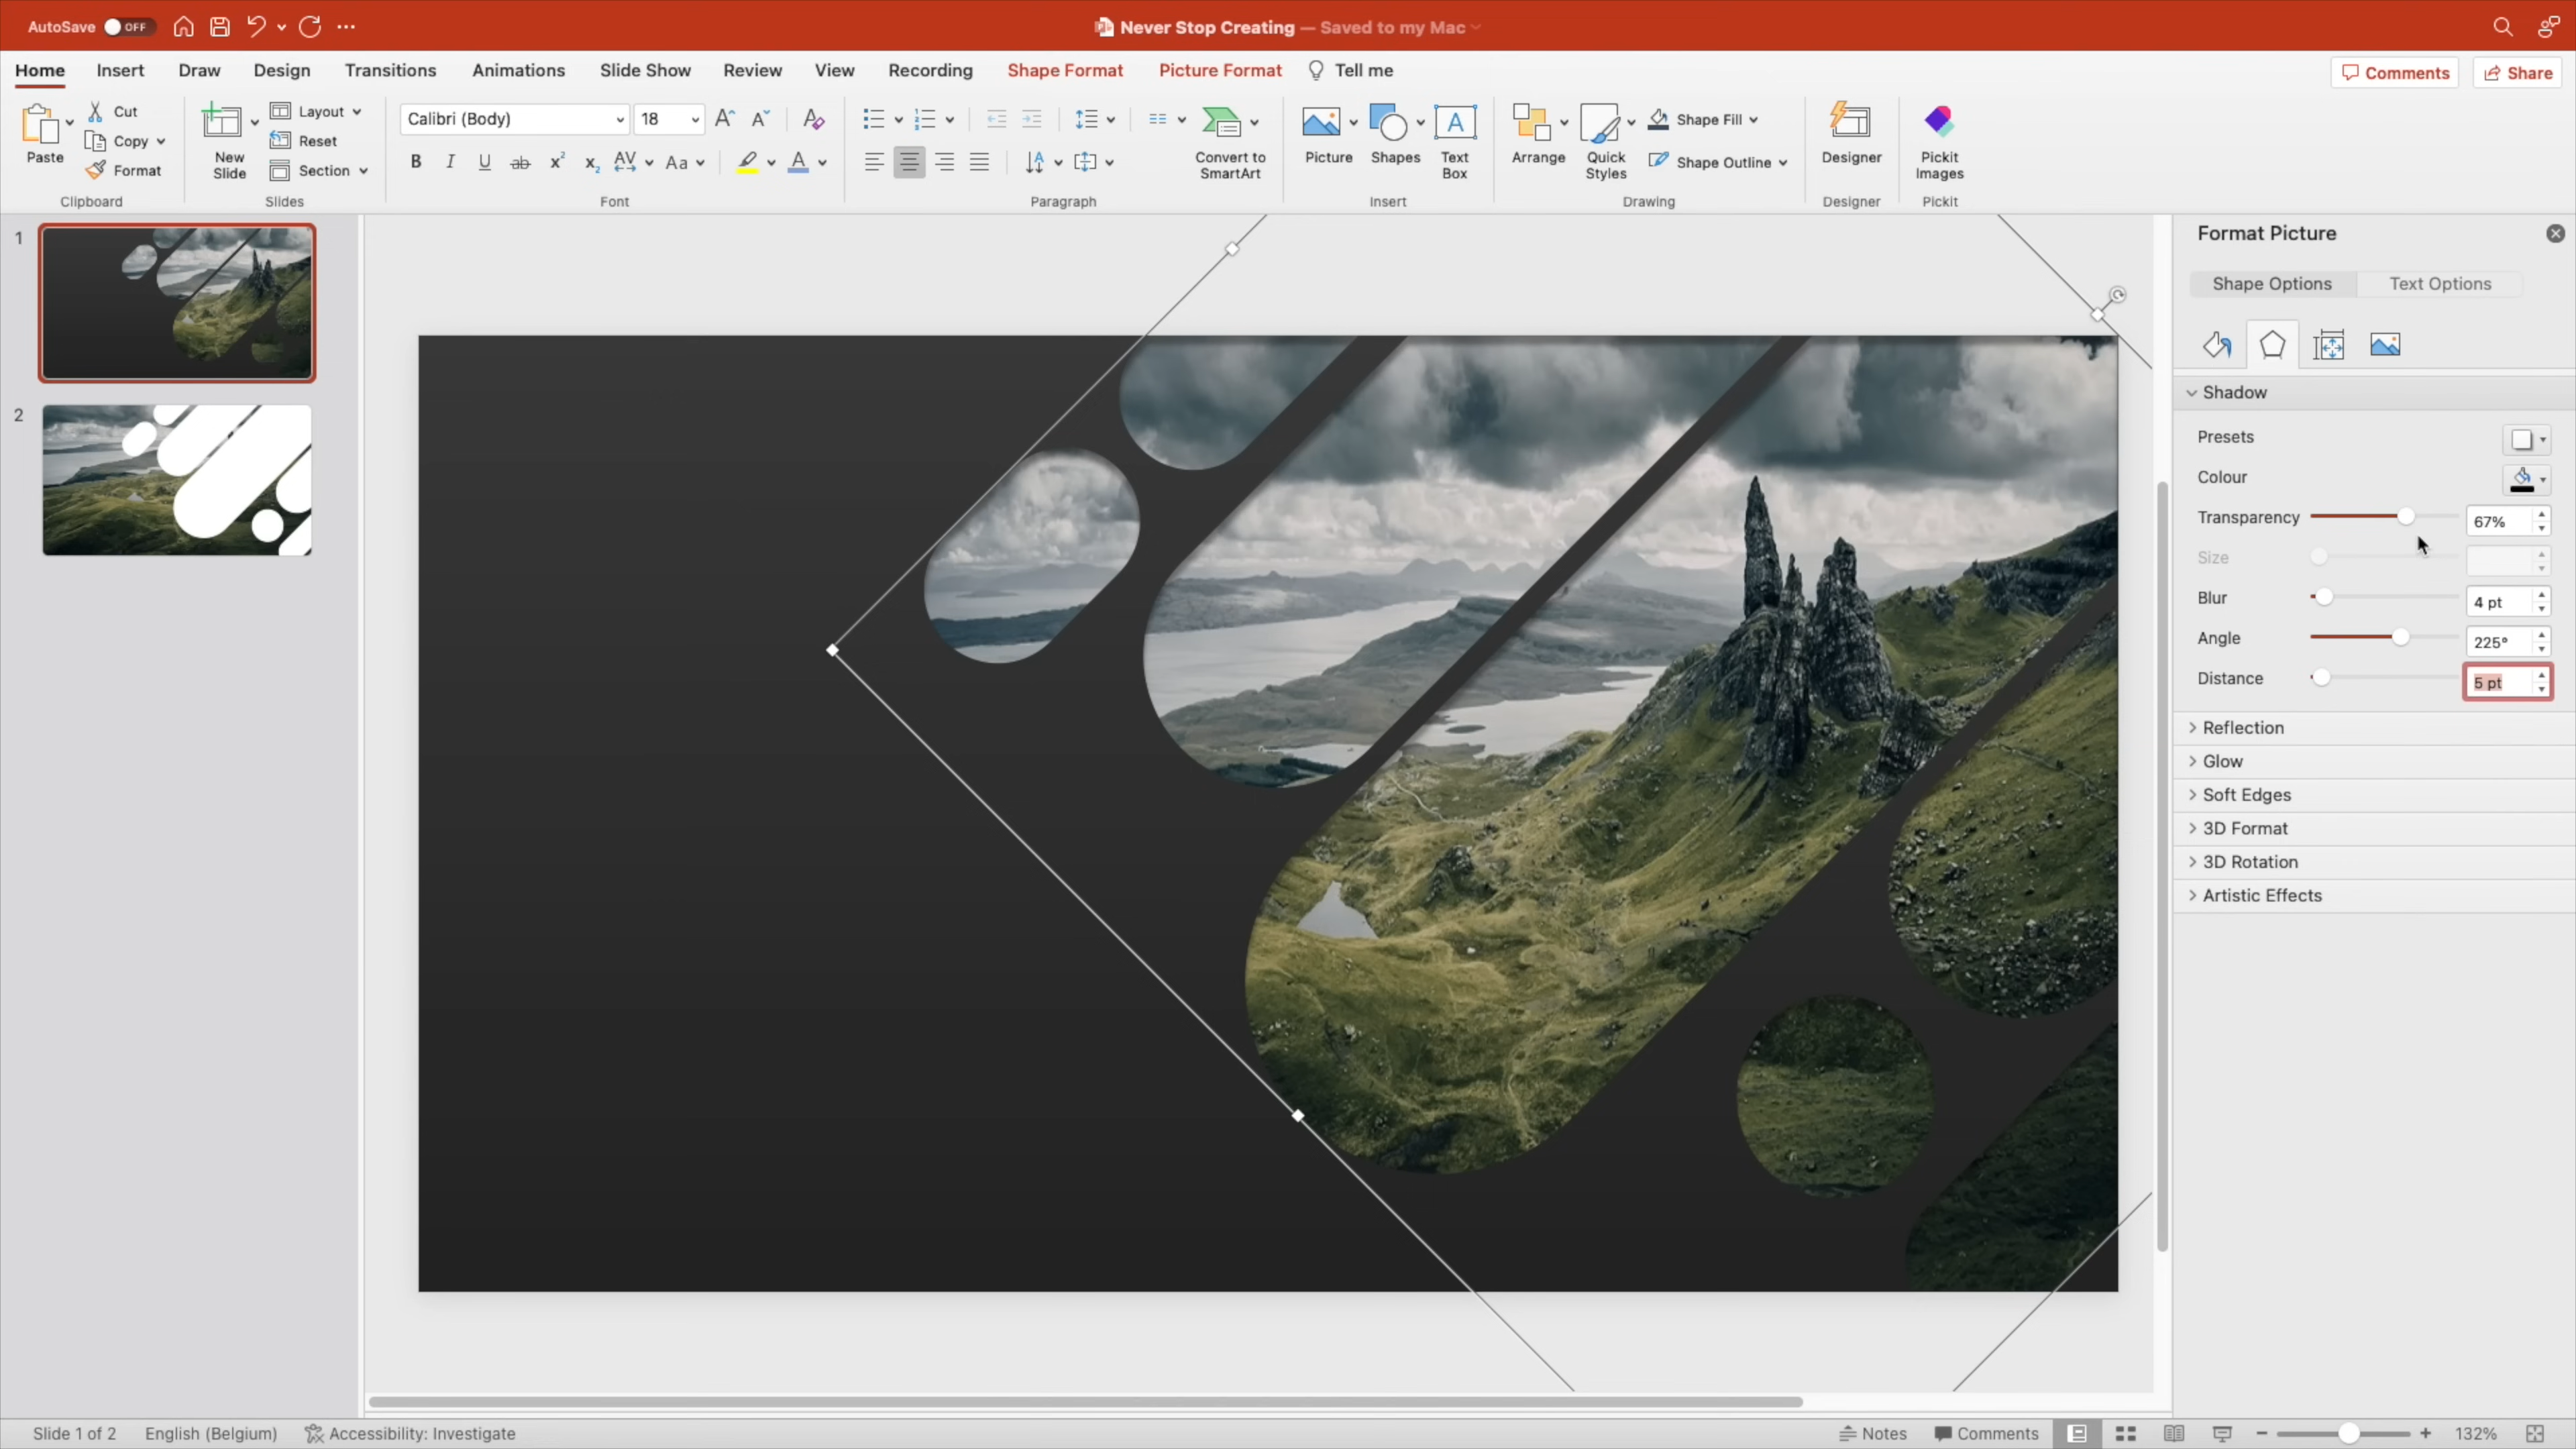 AutoSave OFF
Never Stop Creating — Saved to my Mac
Home Insert Draw Design Transitions Animations Slide Show Review View Recording Shape Format Picture Format Tell me
Comments Share
Paste
Cut
Copy
Format
Clipboard
New Slide
Layout
Reset
Section
Slides
Calibri (Body) 18
B I U ab x² x₂ AV Aa A
Font
Convert to SmartArt
Paragraph
Picture Shapes Text Box
Insert
Arrange Quick Styles
Shape Fill
Shape Outline
Drawing
Designer
Designer
Pickit Images
Pickit
1
2
Format Picture
Shape Options Text Options
Shadow
Presets
Colour
Transparency 67%
Size
Blur 4 pt
Angle 225°
Distance 5 pt
Reflection
Glow
Soft Edges
3D Format
3D Rotation
Artistic Effects
Slide 1 of 2 English (Belgium) Accessibility: Investigate
Notes Comments 132%